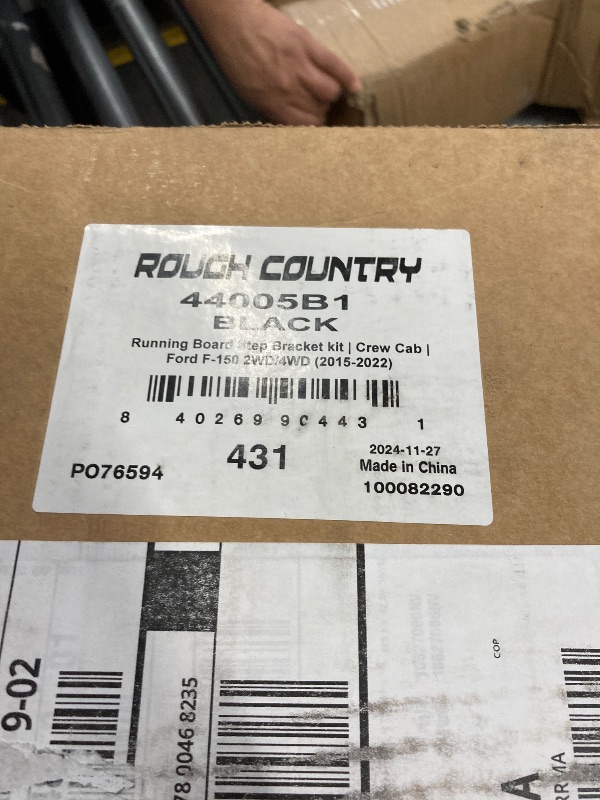 ROUGH COUNTRY
44005B1
BLACK
Running Board Step Bracket kit | Crew Cab |
Ford F-150 2WD/4WD (2015-2022)
8 40269 90443 1
431
2024-11-27
Made in China
PO76594
100082290
9-02
78 0046 8235
COP
A